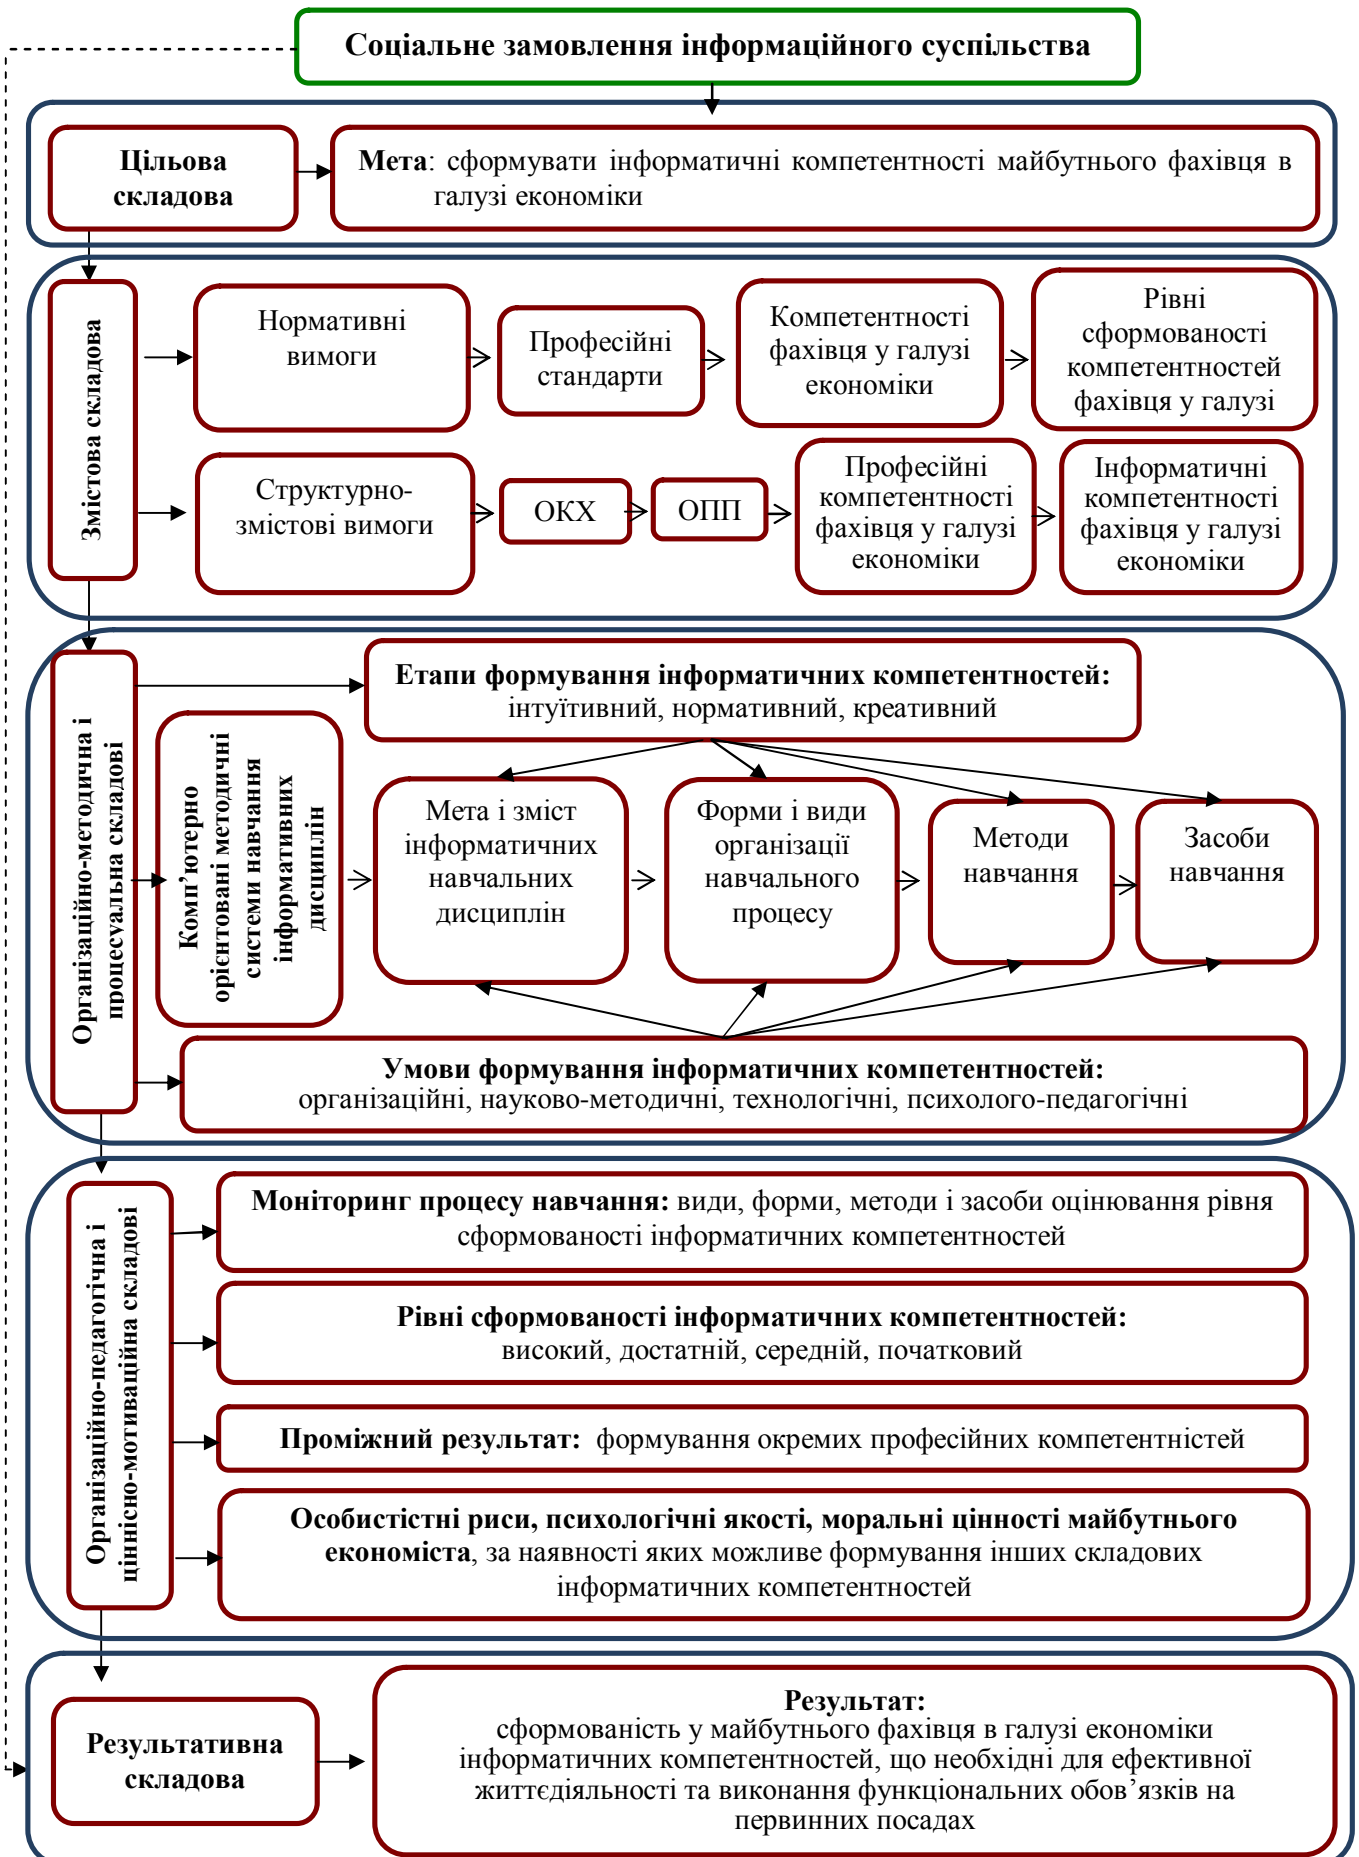 Соціальне замовлення інформаційного суспільства
Цільова
складова
Мета: сформувати інформатичні компетентності майбутнього фахівця в
галузі економіки
Змістова складова
Нормативні
вимоги
Професійні
стандарти
Компетентності
фахівця у галузі
економіки
Рівні
сформованості
компетентностей
фахівця у галузі
Структурно-
змістові вимоги
ОКХ
ОПП
Професійні
компетентності
фахівця у галузі
економіки
Інформатичні
компетентності
фахівця у галузі
економіки
Організаційно-методична і
процесуальна складові
Етапи формування інформатичних компетентностей:
інтуїтивний, нормативний, креативний
Комп’ютерно
орієнтовані методичні
системи навчання
інформативних
дисциплін
Мета і зміст
інформатичних
навчальних
дисциплін
Форми і види
організації
навчального
процесу
Методи
навчання
Засоби
навчання
Умови формування інформатичних компетентностей:
організаційні, науково-методичні, технологічні, психолого-педагогічні
Організаційно-педагогічна і
ціннісно-мотиваційна складові
Моніторинг процесу навчання: види, форми, методи і засоби оцінювання рівня
сформованості інформатичних компетентностей
Рівні сформованості інформатичних компетентностей:
високий, достатній, середній, початковий
Проміжний результат: формування окремих професійних компетентністей
Особистістні риси, психологічні якості, моральні цінності майбутнього
економіста, за наявності яких можливе формування інших складових
інформатичних компетентностей
Результативна
складова
Результат:
сформованість у майбутнього фахівця в галузі економіки
інформатичних компетентностей, що необхідні для ефективної
життєдіяльності та виконання функціональних обов’язків на
первинних посадах